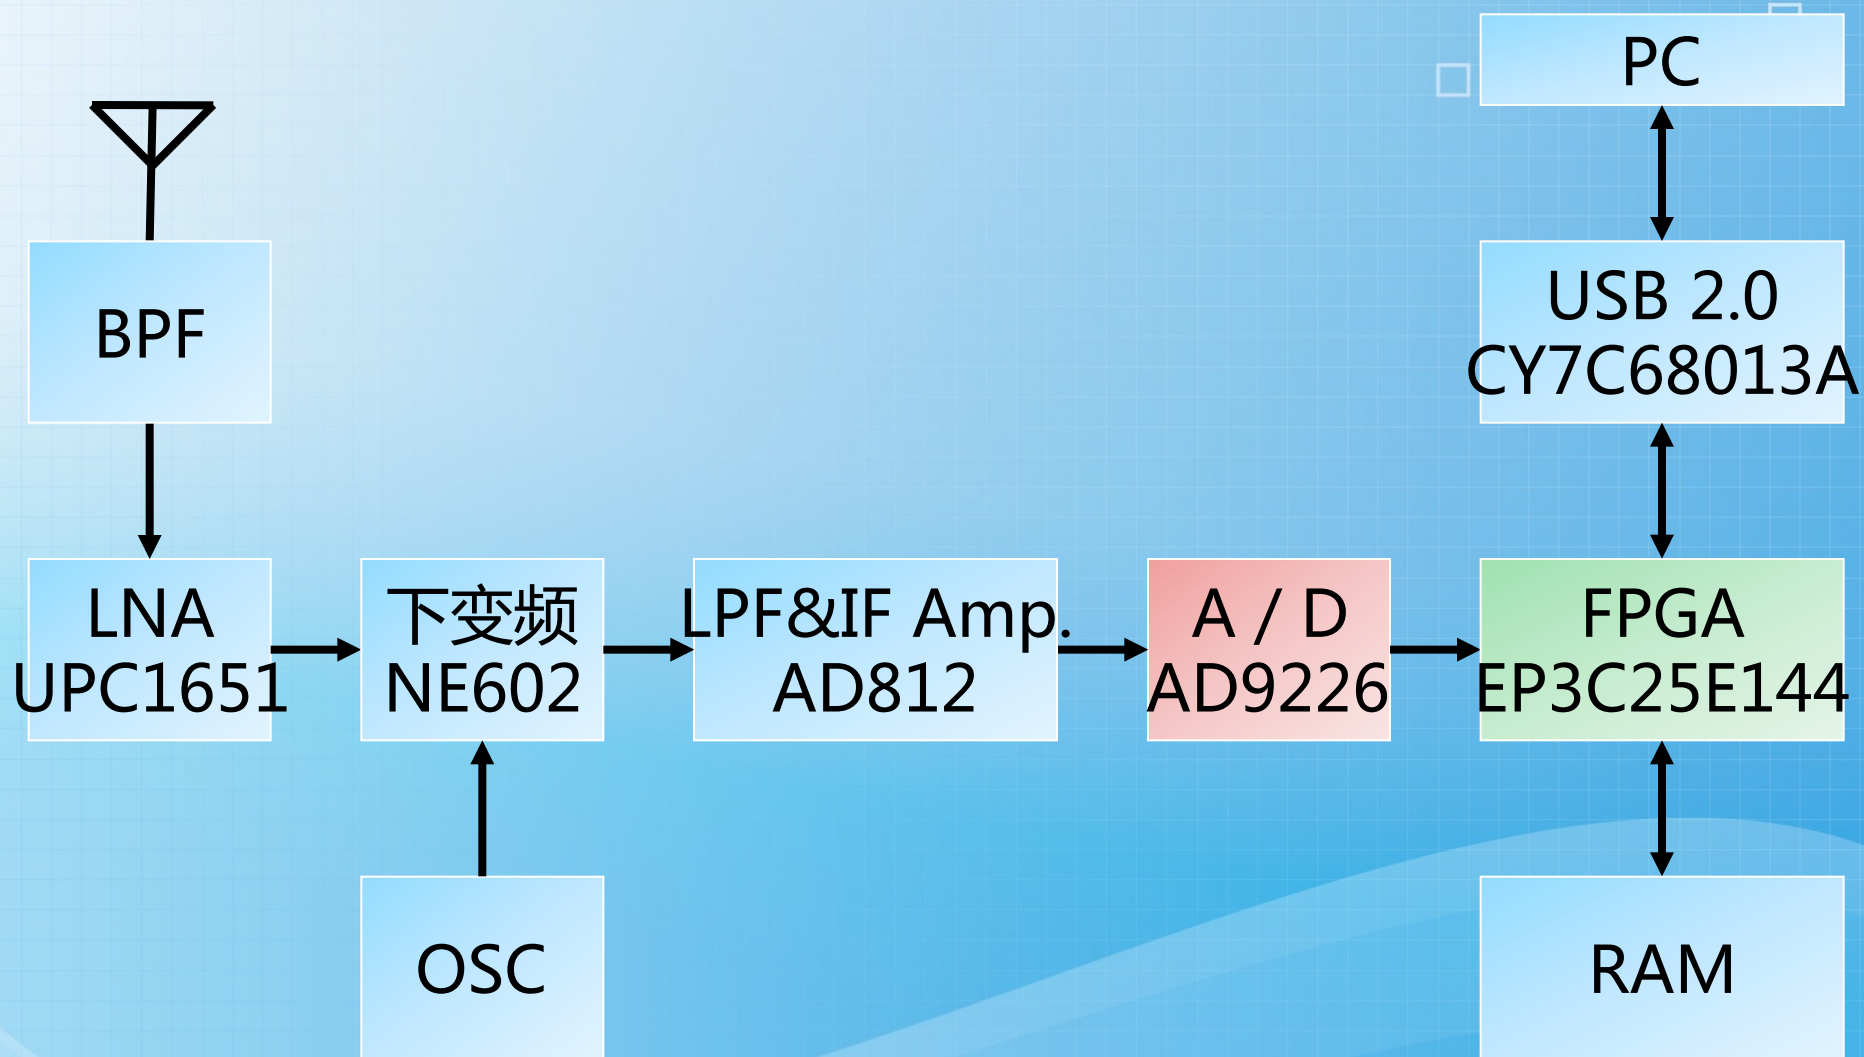 PC
BPF
USB 2.0
CY7C68013A
LNA
UPC1651
下变频
NE602
LPF&IF Amp.
AD812
A / D
AD9226
FPGA
EP3C25E144
OSC
RAM